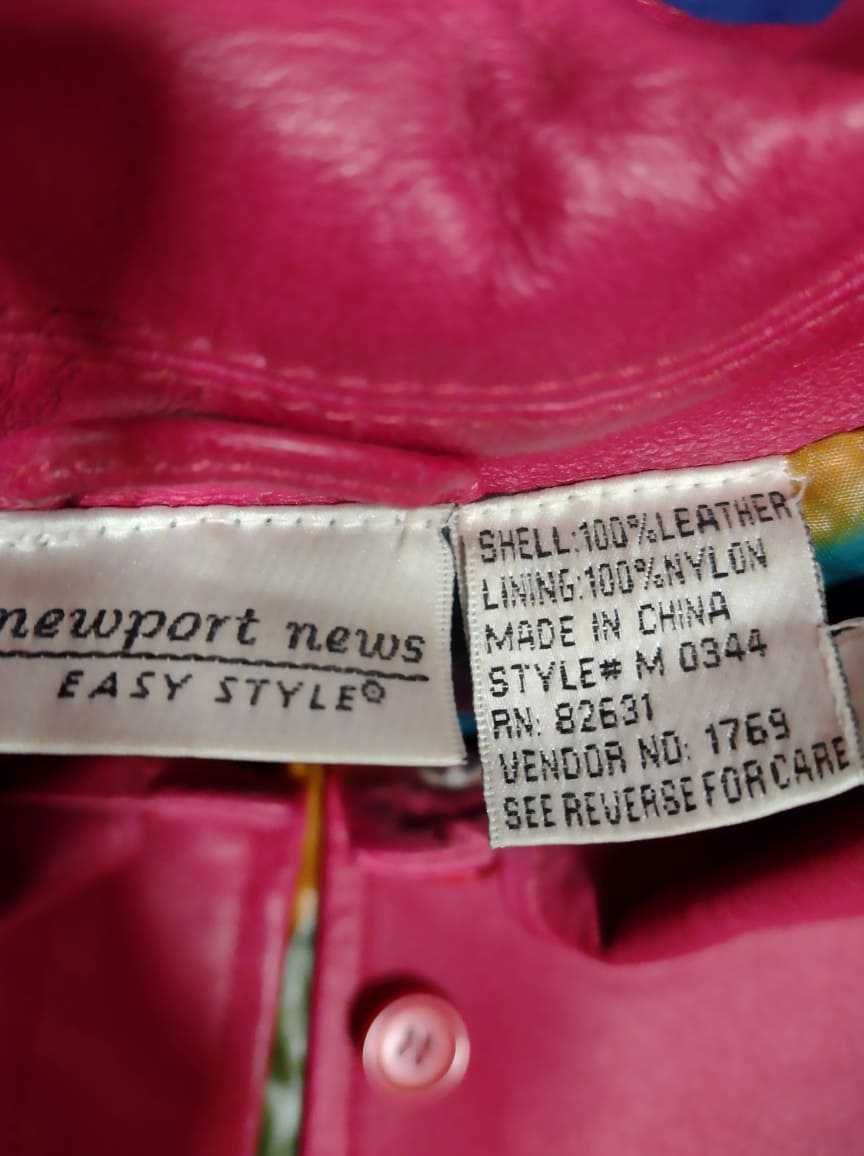 newport news
EASY STYLE®
SHELL:100%LEATHER
LINING:100%NYLON
MADE IN CHINA
STYLE# M 0344
RN: 82631
VENDOR NO: 1769
SEE REVERSE FOR CARE